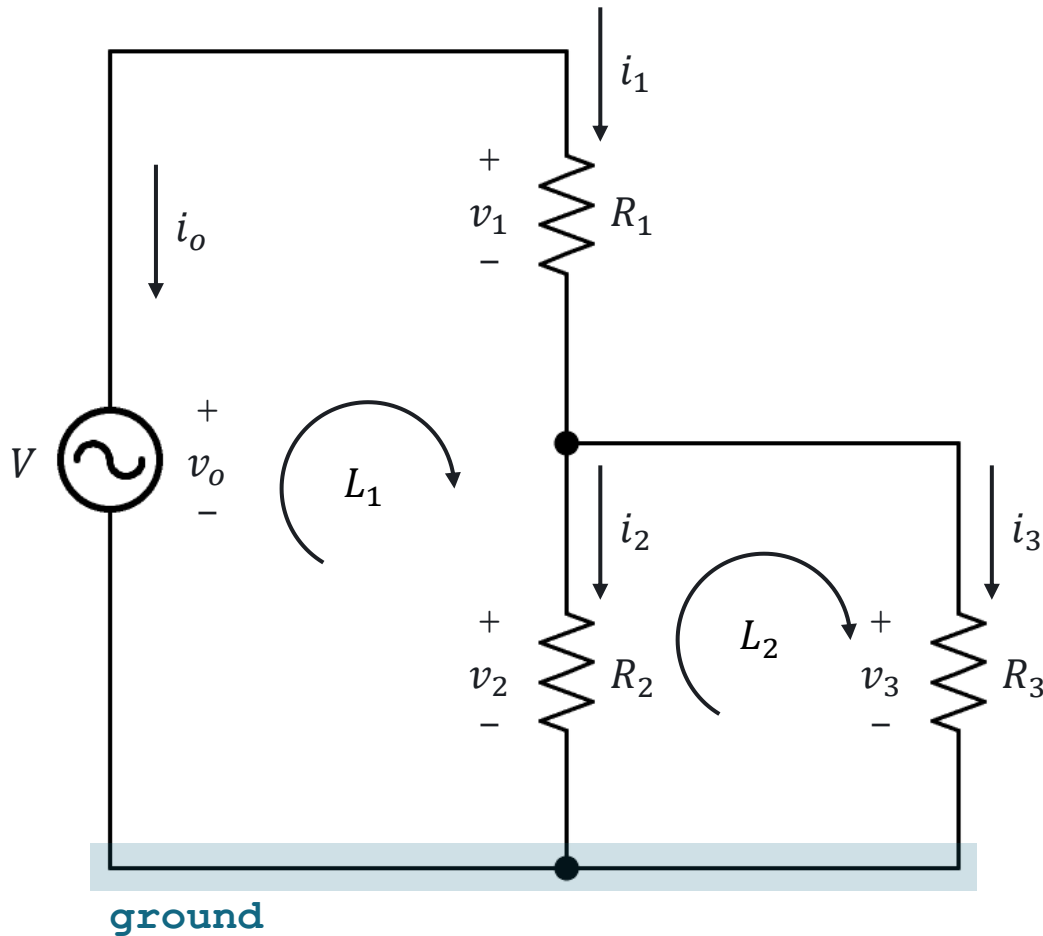 i₁
+
v₁
−
R₁
iₒ
V
+
vₒ
−
L₁
i₂
i₃
+
v₂
−
R₂
L₂
+
v₃
−
R₃
ground